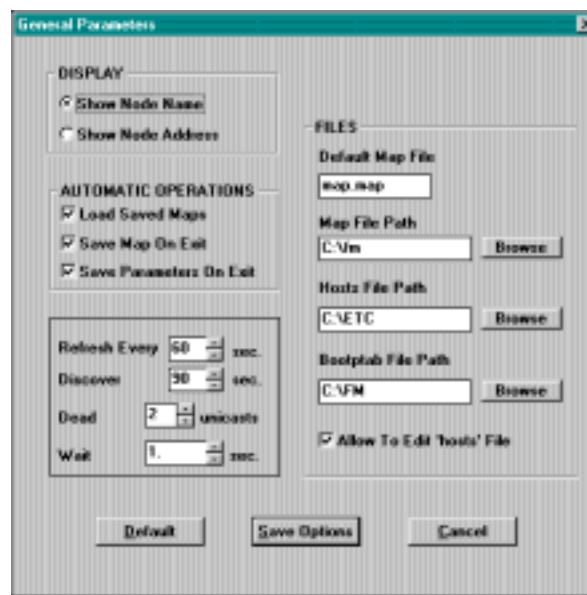 General Parameters
DISPLAY
Show Node Name
Show Node Address
AUTOMATIC OPERATIONS
Load Saved Maps
Save Map On Exit
Save Parameters On Exit
Refresh Every 60 sec.
Discover 90 sec.
Dead 2 unicasts
Wait 1. sec.
FILES
Default Map File
map.map
Map File Path
Browse
Hosts File Path
C:\ETC Browse
Bootptab File Path
C:\FM Browse
Allow To Edit 'hosts' File
Default Save Options Cancel